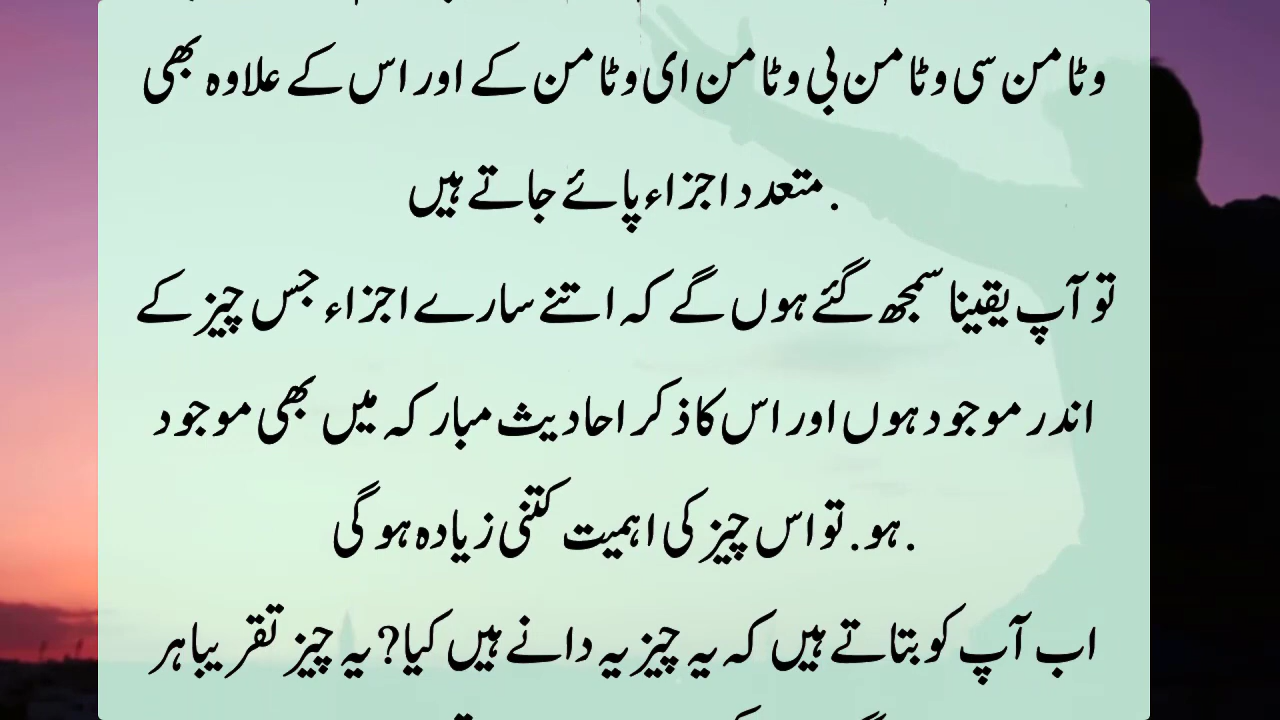 وٹامن سی وٹامن بی وٹامن ای وٹامن کے اور اس کے علاوہ بھی
متعدد اجزاء پائے جاتے ہیں.
تو آپ یقینا سمجھ گئے ہوں گے کہ اتنے سارے اجزاء جس چیز کے
اندر موجود ہوں اور اس کا ذکر احادیث مبارکہ میں بھی موجود
ہو. تو اس چیز کی اہمیت کتنی زیادہ ہو گی.
اب آپ کو بتاتے ہیں کہ یہ چیز یہ دانے ہیں کیا?یہ چیز تقریبا ہر